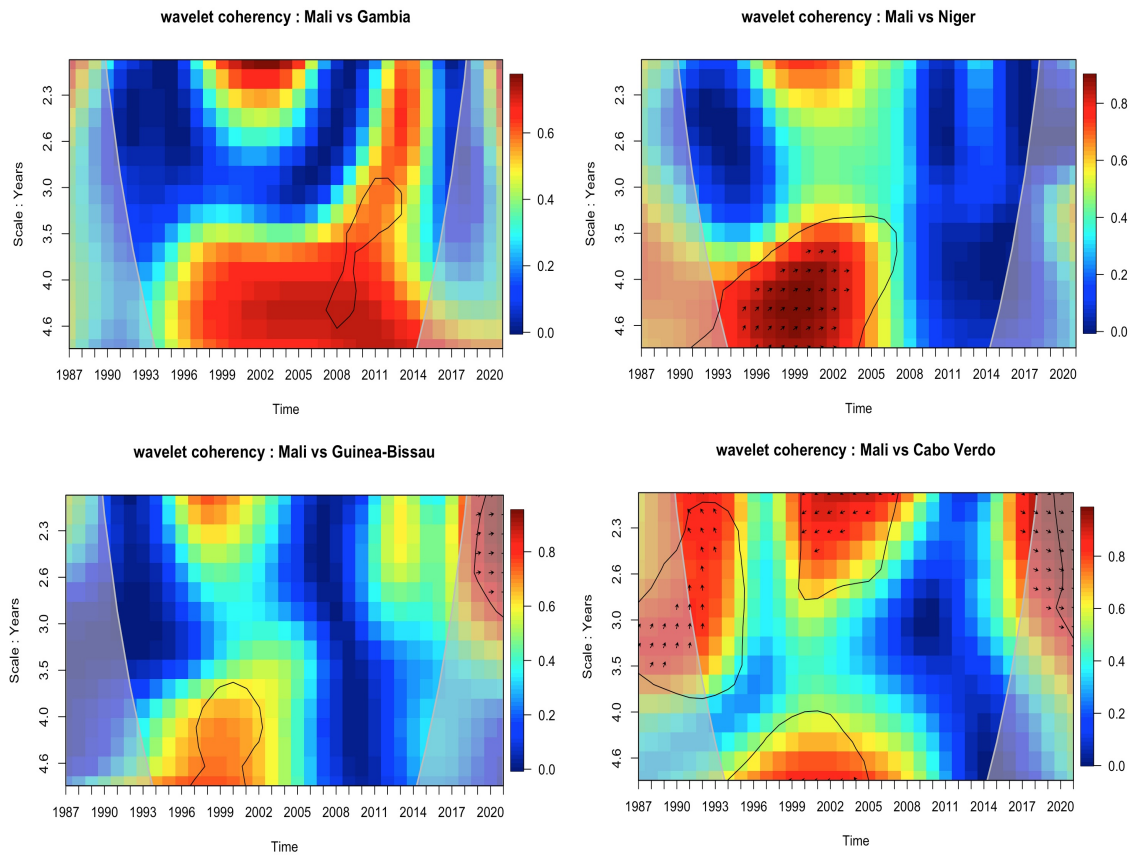 wavelet coherency : Mali vs Gambia
Scale : Years
2.3
2.6
3.0
3.5
4.0
4.6
0.6
0.4
0.2
0.0
1987 1990 1993 1996 1999 2002 2005 2008 2011 2014 2017 2020
Time
wavelet coherency : Mali vs Niger
Scale : Years
2.3
2.6
3.0
3.5
4.0
4.6
0.8
0.6
0.4
0.2
0.0
1987 1990 1993 1996 1999 2002 2005 2008 2011 2014 2017 2020
Time
wavelet coherency : Mali vs Guinea-Bissau
Scale : Years
2.3
2.6
3.0
3.5
4.0
4.6
0.8
0.6
0.4
0.2
0.0
1987 1990 1993 1996 1999 2002 2005 2008 2011 2014 2017 2020
Time
wavelet coherency : Mali vs Cabo Verdo
Scale : Years
2.3
2.6
3.0
3.5
4.0
4.6
1.0
0.8
0.6
0.4
0.2
0.0
1987 1990 1993 1996 1999 2002 2005 2008 2011 2014 2017 2020
Time